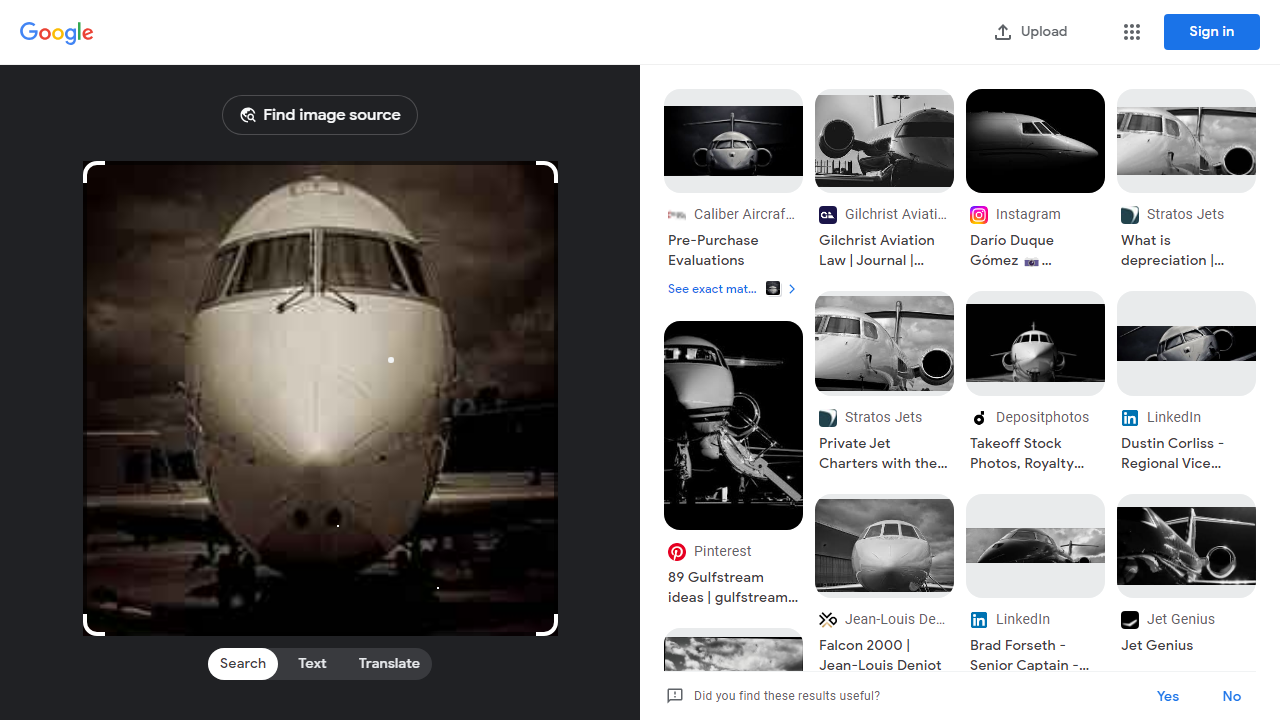 Google
Upload
Sign in
Find image source
Search
Text
Translate
Caliber Aircraf...
Pre-Purchase
Evaluations
See exact mat...
Pinterest
89 Gulfstream
ideas | gulfstream...
Gilchrist Aviati...
Gilchrist Aviation
Law | Journal |...
Stratos Jets
Private Jet
Charters with the...
Jean-Louis De...
Falcon 2000 |
Jean-Louis Deniot
Instagram
Darío Duque
Gómez 📷 ...
Depositphotos
Takeoff Stock
Photos, Royalty...
LinkedIn
Brad Forseth -
Senior Captain -...
Stratos Jets
What is
depreciation |...
LinkedIn
Dustin Corliss -
Regional Vice...
Jet Genius
Jet Genius
Did you find these results useful?
Yes
No